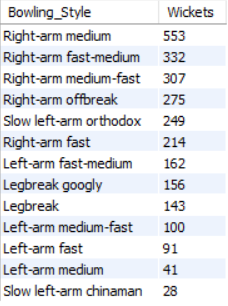 Bowling_Style Wickets
Right-arm medium 553
Right-arm fast-medium 332
Right-arm medium-fast 307
Right-arm offbreak 275
Slow left-arm orthodox 249
Right-arm fast 214
Left-arm fast-medium 162
Legbreak googly 156
Legbreak 143
Left-arm medium-fast 100
Left-arm fast 91
Left-arm medium 41
Slow left-arm chinaman 28